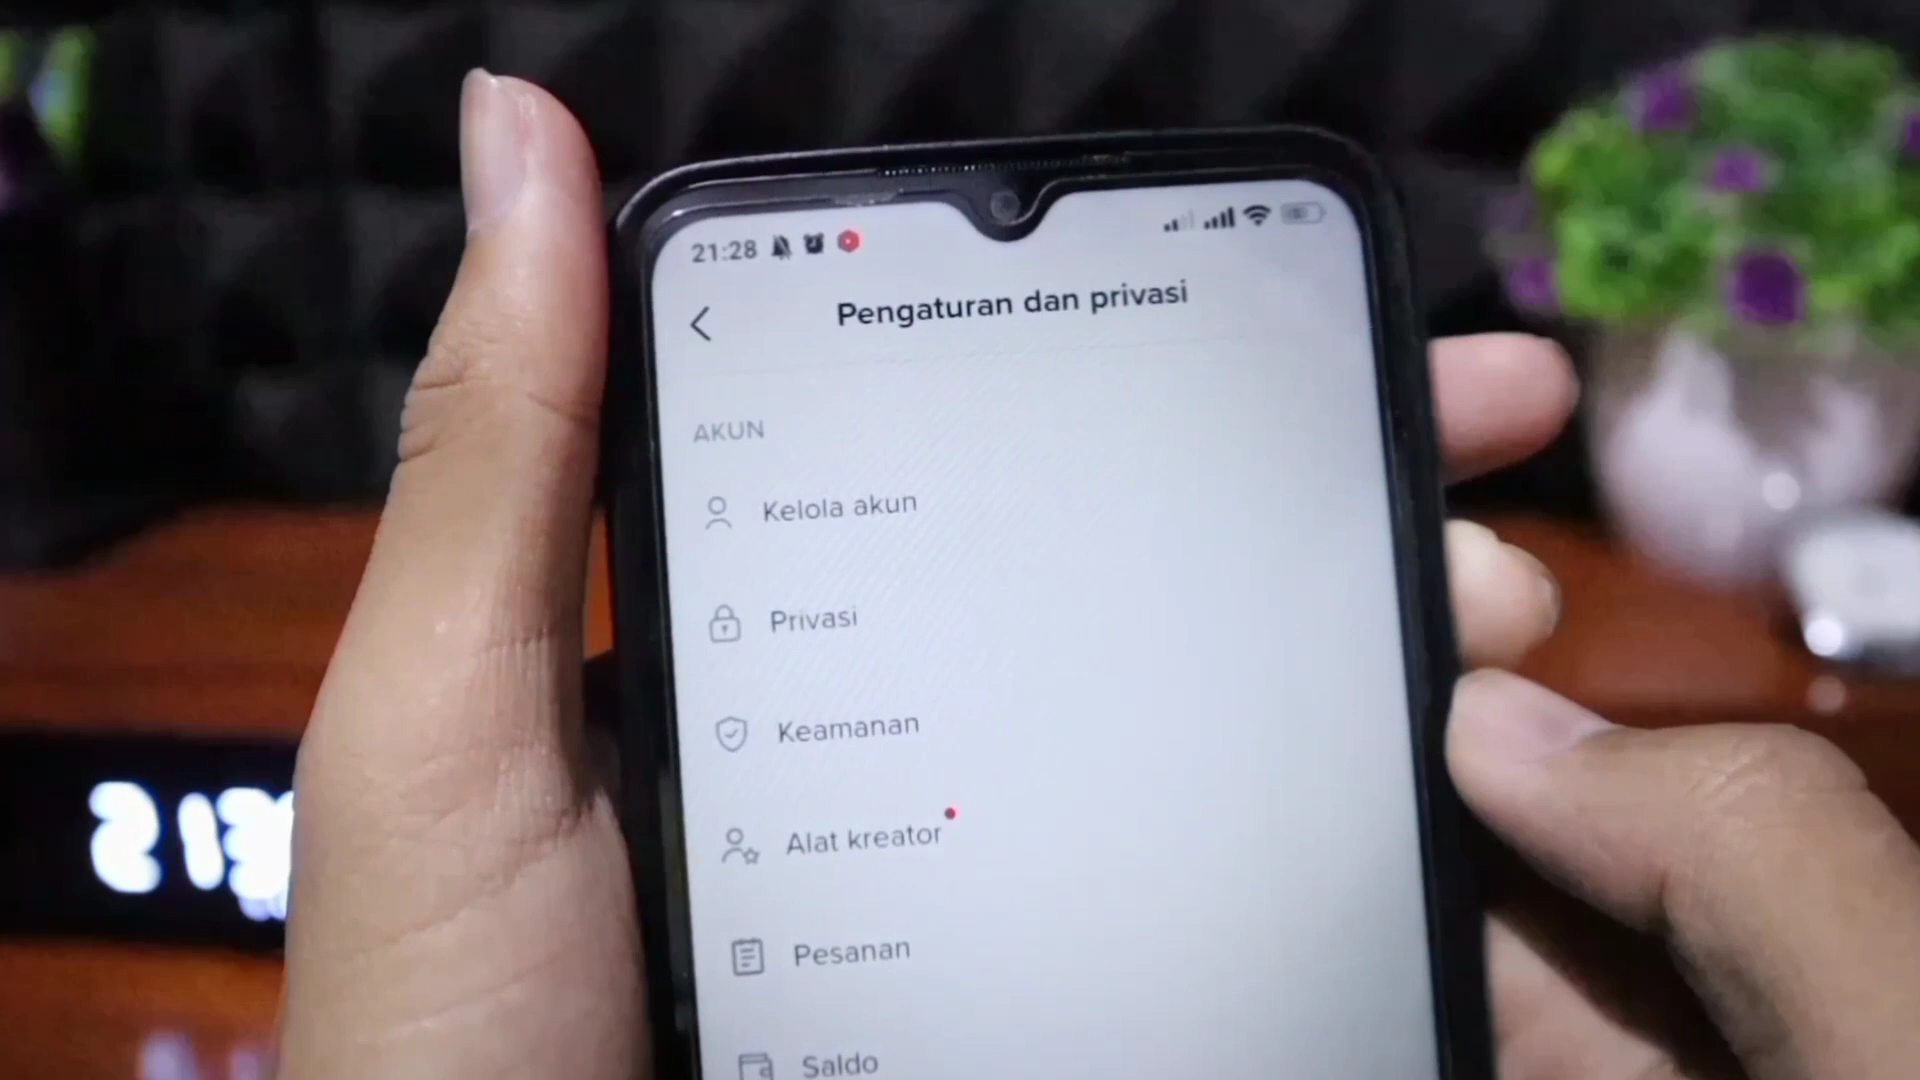 21:28
Pengaturan dan privasi
AKUN
Kelola akun
Privasi
Keamanan
Alat kreator
Pesanan
Saldo